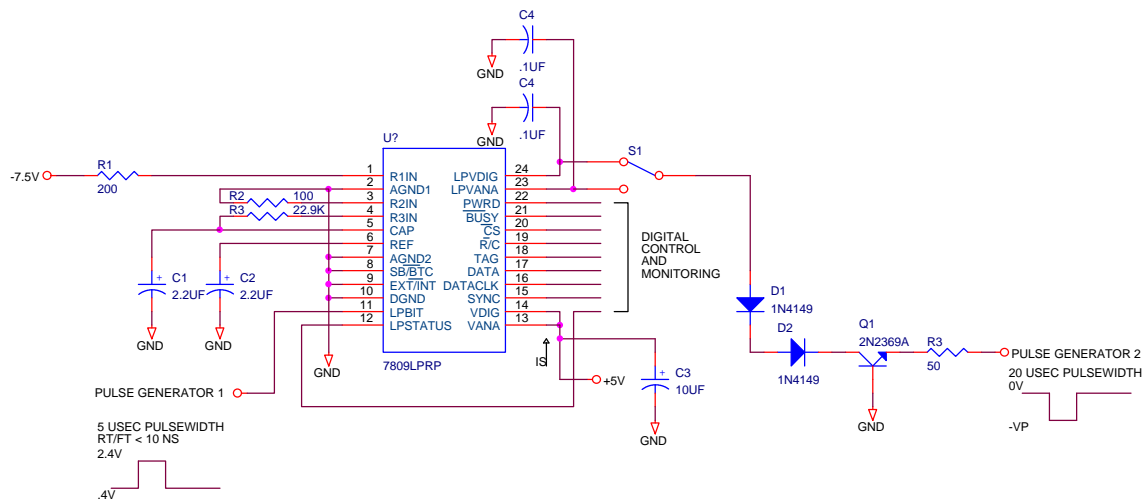 C4
GND
.1UF
C4
GND
.1UF
U?
S1
-7.5V
R1
200
1 R1IN LPVDIG 24
2 AGND1 LPVANA 23
R2 100 3 R2IN PWRD 22
R3 22.9K 4 R3IN BUSY 21
5 CAP CS 20
6 REF R/C 19
7 AGND2 TAG 18
8 SB/BTC DATA 17
9 EXT/INT DATACLK 16
10 DGND SYNC 15
11 LPBIT VDIG 14
12 LPSTATUS VANA 13
7809LPRP
DIGITAL
CONTROL
AND
MONITORING
C1
2.2UF
C2
2.2UF
GND
GND
GND
IS
+5V
C3
10UF
GND
D1
1N4149
D2
1N4149
Q1
2N2369A
GND
R3
50
PULSE GENERATOR 2
20 USEC PULSEWIDTH
0V
-VP
PULSE GENERATOR 1
5 USEC PULSEWIDTH
RT/FT < 10 NS
2.4V
.4V